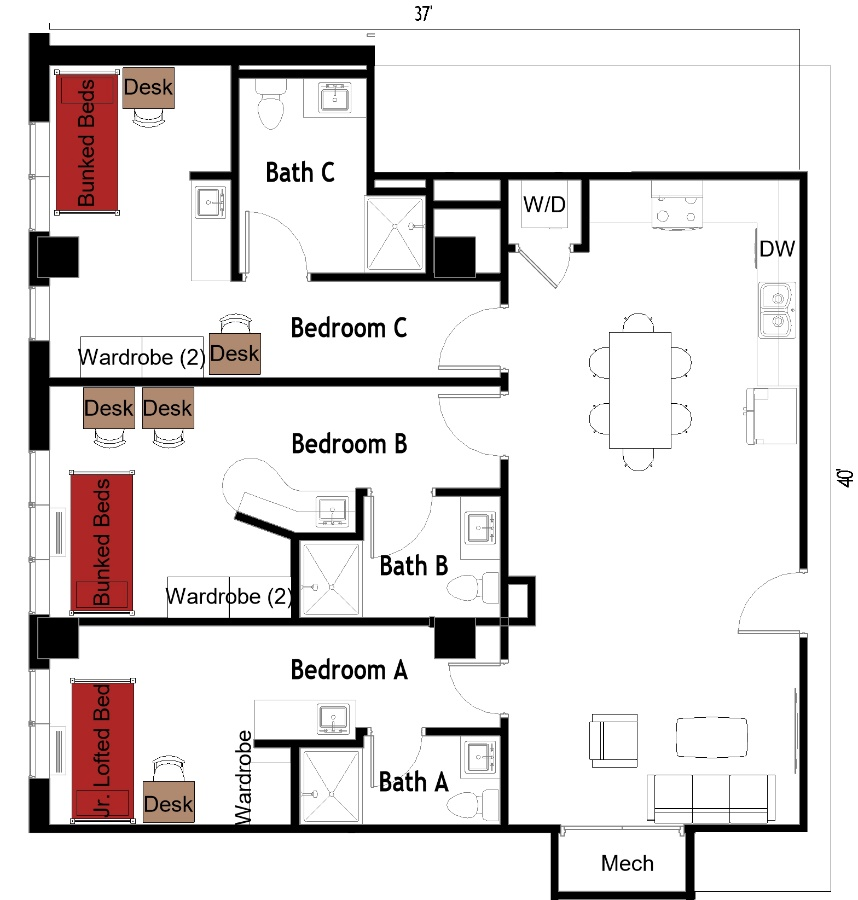 37'
Bunked Beds
Desk
Bath C
W/D
DW
Bedroom C
Wardrobe (2)
Desk
Desk
Desk
Bedroom B
40'
Bunked Beds
Bath B
Wardrobe (2)
Bedroom A
Jr. Lofted Bed
Wardrobe
Desk
Bath A
Mech